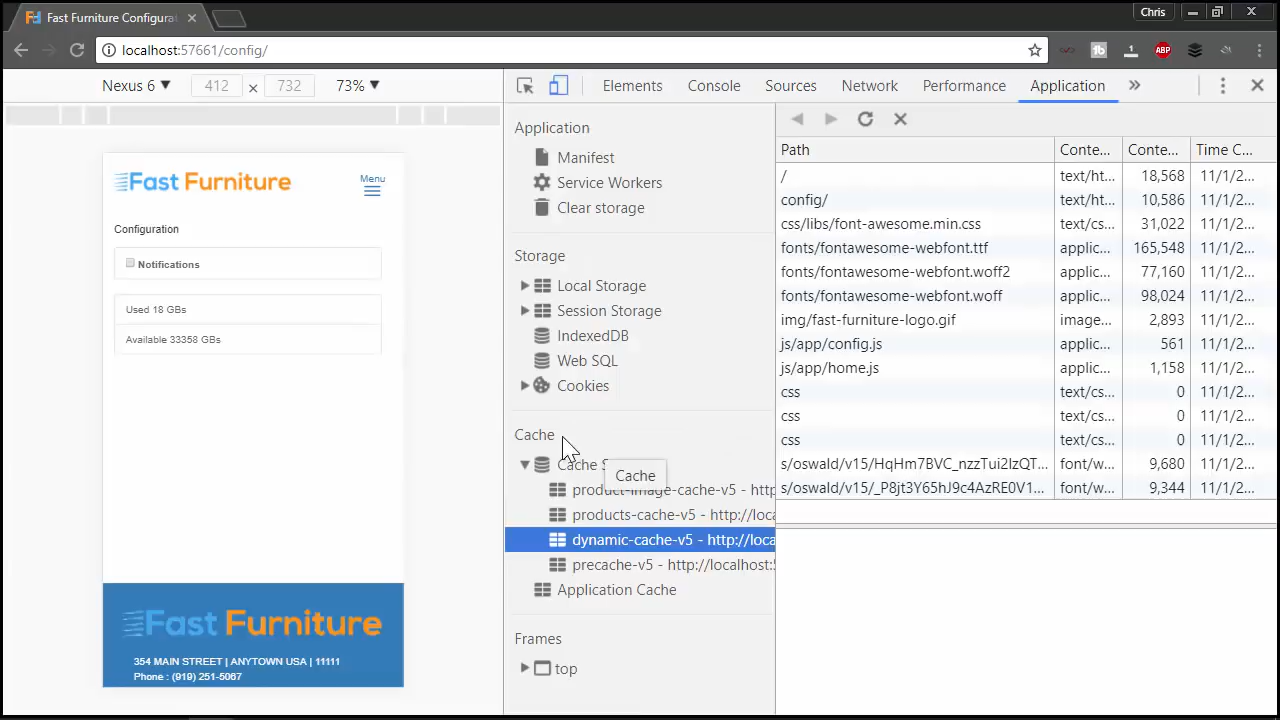 Fast Furniture Configura
Chris
localhost:57661/config/
Nexus 6 ▼ 412 × 732 73% ▼
Elements Console Sources Network Performance Application »
Fast Furniture
Menu
Configuration
Notifications
Used 18 GBs
Available 33358 GBs
Fast Furniture
354 MAIN STREET | ANYTOWN USA | 11111
Phone : (919) 251-5067
Application
Manifest
Service Workers
Clear storage
Storage
Local Storage
Session Storage
IndexedDB
Web SQL
Cookies
Cache
Cache S
Cache
product-image-cache-v5 - http
products-cache-v5 - http://loca
dynamic-cache-v5 - http://loca
precache-v5 - http://localhost:5
Application Cache
Frames
top
Path Conte... Conte... Time C...
/ text/ht... 18,568 11/1/2...
config/ text/ht... 10,586 11/1/2...
css/libs/font-awesome.min.css text/cs... 31,022 11/1/2...
fonts/fontawesome-webfont.ttf applic... 165,548 11/1/2...
fonts/fontawesome-webfont.woff2 applic... 77,160 11/1/2...
fonts/fontawesome-webfont.woff applic... 98,024 11/1/2...
img/fast-furniture-logo.gif image... 2,893 11/1/2...
js/app/config.js applic... 561 11/1/2...
js/app/home.js applic... 1,158 11/1/2...
css text/cs... 0 11/1/2...
css text/cs... 0 11/1/2...
css text/cs... 0 11/1/2...
s/oswald/v15/HqHm7BVC_nzzTui2lzQT... font/w... 9,680 11/1/2...
s/oswald/v15/_P8jt3Y65hJ9c4AzRE0V1... font/w... 9,344 11/1/2...